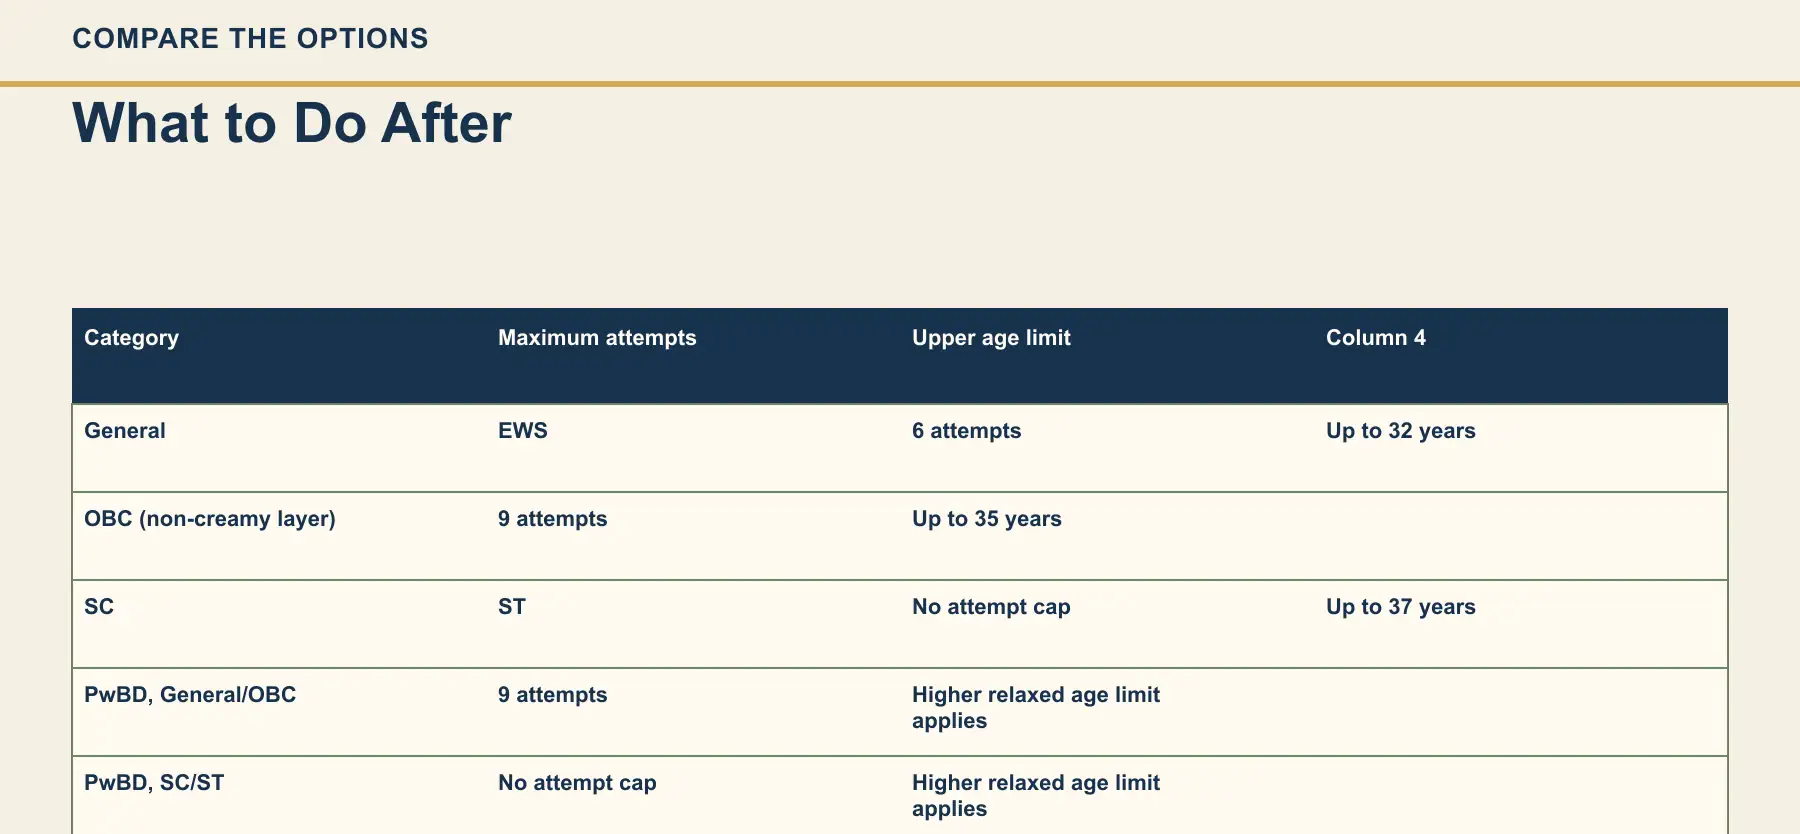 COMPARE THE OPTIONS
What to Do After
Category Maximum attempts Upper age limit Column 4
General EWS 6 attempts Up to 32 years
OBC (non-creamy layer) 9 attempts Up to 35 years
SC ST No attempt cap Up to 37 years
PwBD, General/OBC 9 attempts Higher relaxed age limit
applies
PwBD, SC/ST No attempt cap Higher relaxed age limit
applies